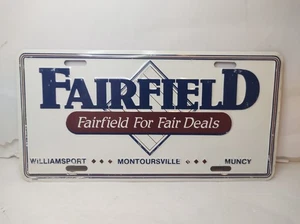 FAIRFIELD
Fairfield For Fair Deals
WILLIAMSPORT ◆ ◆ ◆ MONTOURSVILLE ◆ ◆ ◆ MUNCY